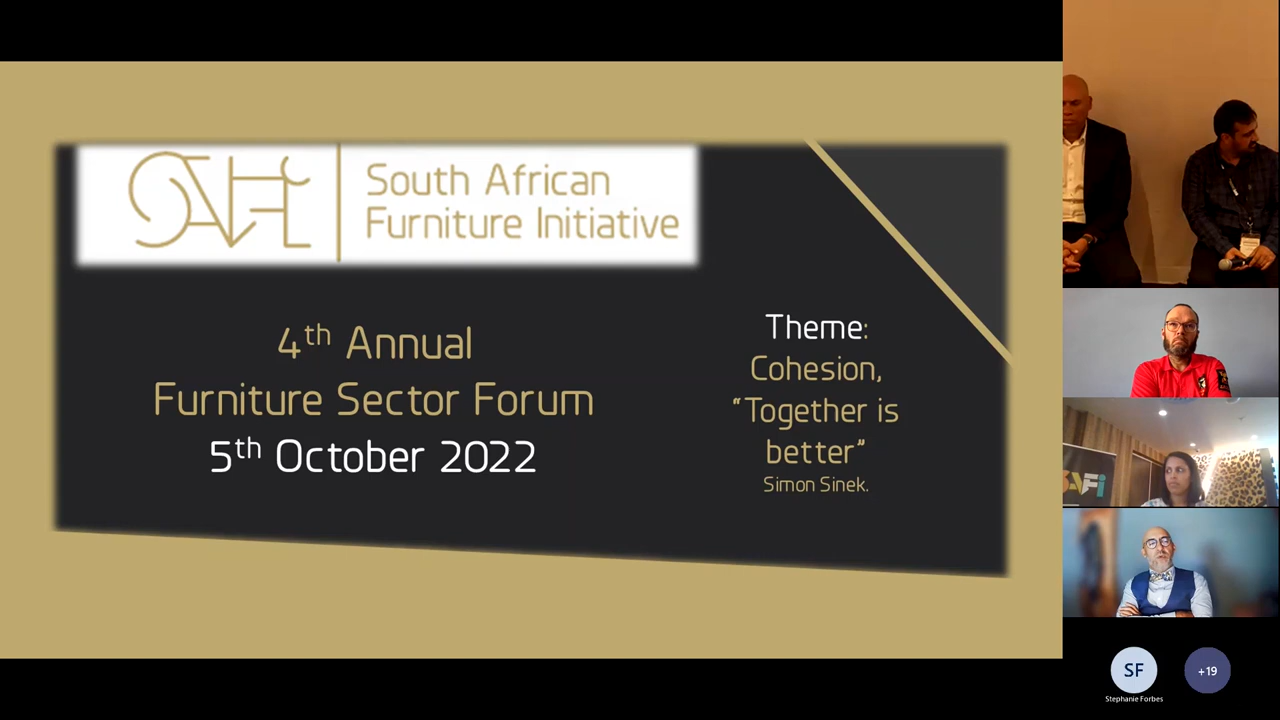 SAFI
South African
Furniture Initiative
4th Annual
Furniture Sector Forum
5th October 2022
Theme:
Cohesion,
"Together is
better"
Simon Sinek.
SAFi
SF
+19
Stephanie Forbes